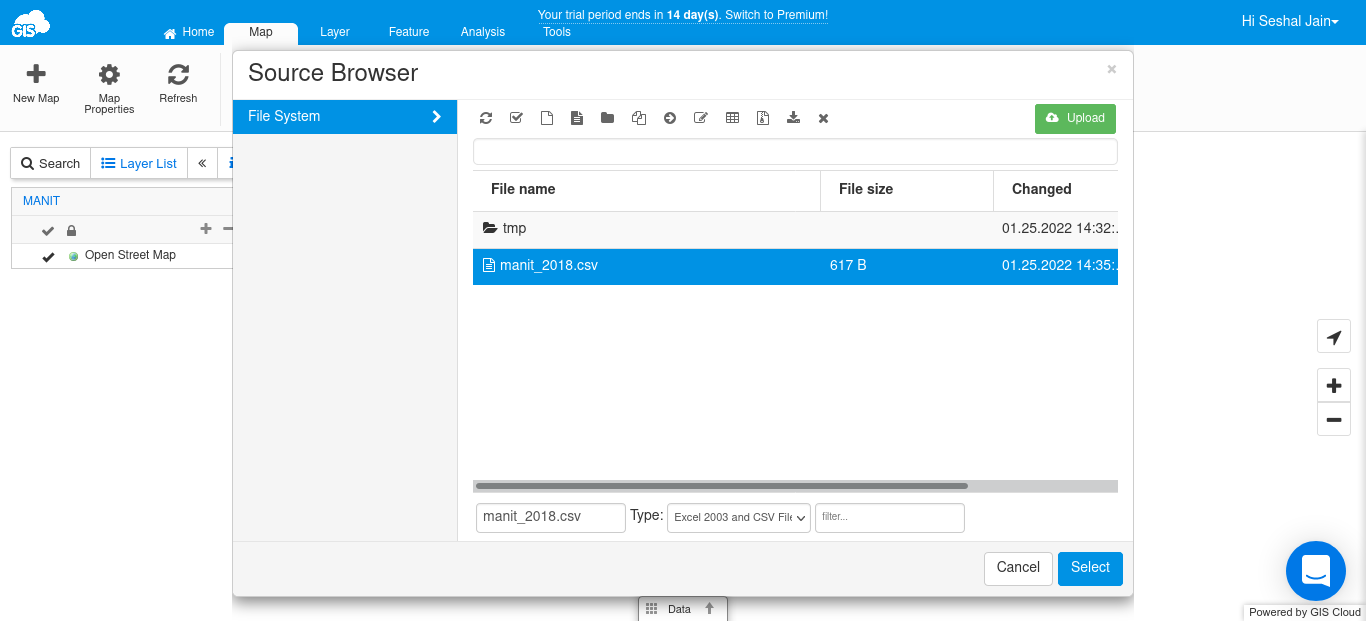 Your trial period ends in 14 day(s). Switch to Premium!
GIS
Home
Map
Layer
Feature
Analysis
Tools
Hi Seshal Jain
New Map
Map Properties
Refresh
Search
Layer List
MANIT
Open Street Map
Source Browser
×
File System
Upload
File name
File size
Changed
tmp
01.25.2022 14:32:.
manit_2018.csv
617 B
01.25.2022 14:35:.
manit_2018.csv
Type:
Excel 2003 and CSV File
filter...
Cancel
Select
Data
Powered by GIS Cloud